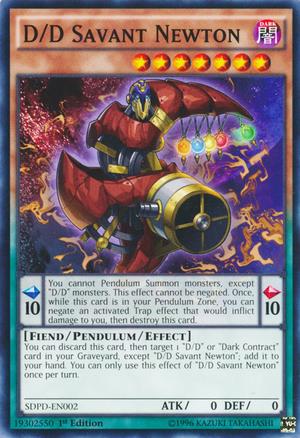 D/D Savant Newton
DARK
闇
You cannot Pendulum Summon monsters, except
"D/D" monsters. This effect cannot be negated. Once,
while this card is in your Pendulum Zone, you can
negate an activated Trap effect that would inflict
damage to you, then destroy this card.
10
10
[FIEND/PENDULUM/EFFECT]
You can discard this card, then target 1 "D/D" or "Dark Contract"
card in your Graveyard, except "D/D Savant Newton"; add it to
your hand. You can only use this effect of "D/D Savant Newton"
once per turn.
SDPD-EN002
ATK/ 0 DEF/ 0
19302550 1st Edition
©1996 KAZUKI TAKAHASHI